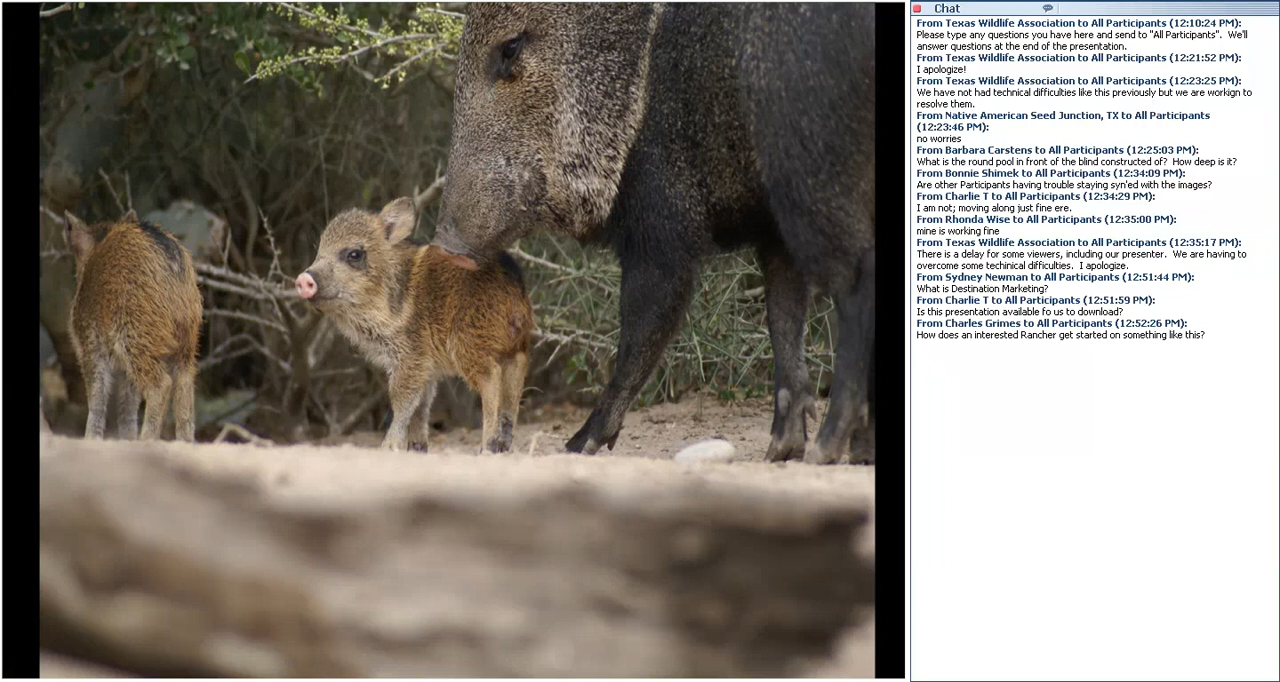 Chat
From Texas Wildlife Association to All Participants (12:10:24 PM):
Please type any questions you have here and send to "All Participants".  We'll
answer questions at the end of the presentation.
From Texas Wildlife Association to All Participants (12:21:52 PM):
I apologize!
From Texas Wildlife Association to All Participants (12:23:25 PM):
We have not had technical difficulties like this previously but we are workign to
resolve them.
From Native American Seed Junction, TX to All Participants
(12:23:46 PM):
no worries
From Barbara Carstens to All Participants (12:25:03 PM):
What is the round pool in front of the blind constructed of?  How deep is it?
From Bonnie Shimek to All Participants (12:34:09 PM):
Are other Participants having trouble staying syn'ed with the images?
From Charlie T to All Participants (12:34:29 PM):
I am not; moving along just fine ere.
From Rhonda Wise to All Participants (12:35:00 PM):
mine is working fine
From Texas Wildlife Association to All Participants (12:35:17 PM):
There is a delay for some viewers, including our presenter.  We are having to
overcome some techinical difficulties.  I apologize.
From Sydney Newman to All Participants (12:51:44 PM):
What is Destination Marketing?
From Charlie T to All Participants (12:51:59 PM):
Is this presentation available fo us to download?
From Charles Grimes to All Participants (12:52:26 PM):
How does an interested Rancher get started on something like this?